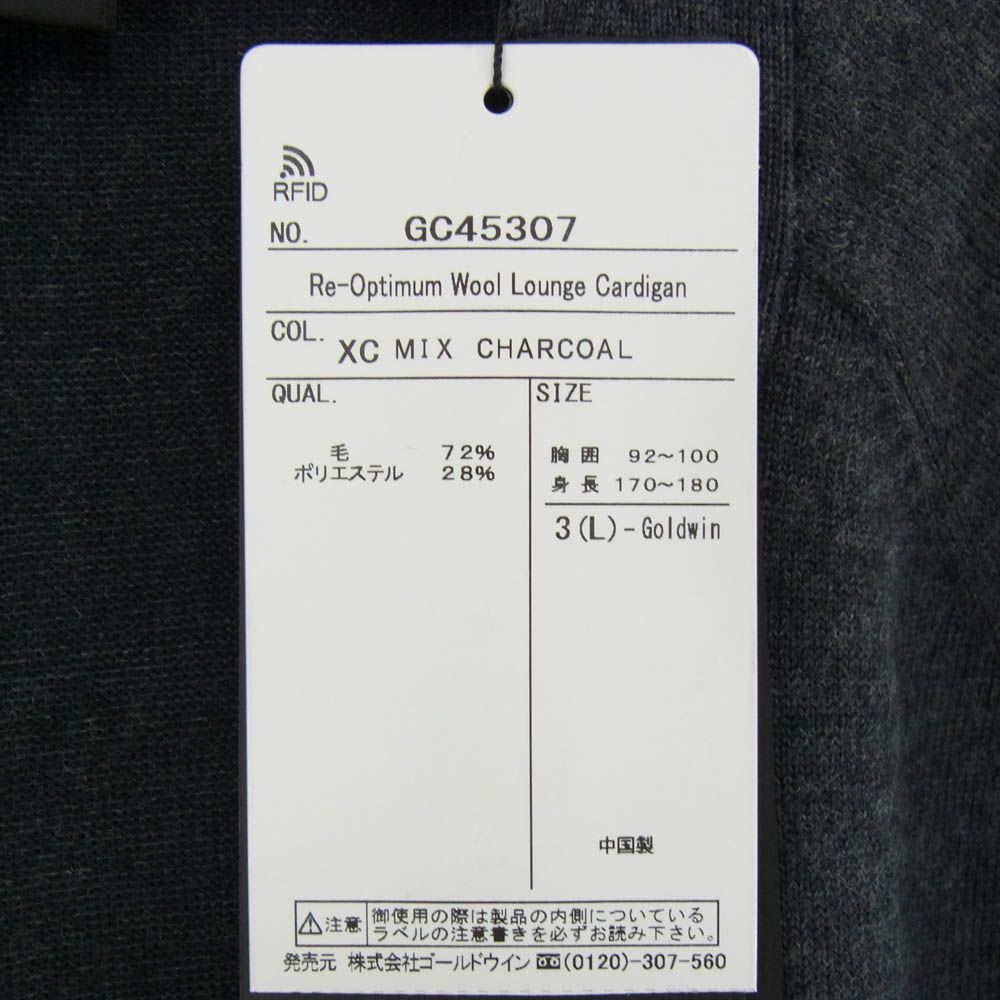 RFID
NO. GC45307
Re-Optimum Wool Lounge Cardigan
COL. XC MIX CHARCOAL
QUAL.
毛 72%
ポリエステル 28%
SIZE
胸囲 92～100
身長 170～180
3(L)-Goldwin
中国製
注意
御使用の際は製品の内側についている
ラベルの注意書きを必ずお読み下さい。
発売元 株式会社ゴールドウイン (0120)-307-560